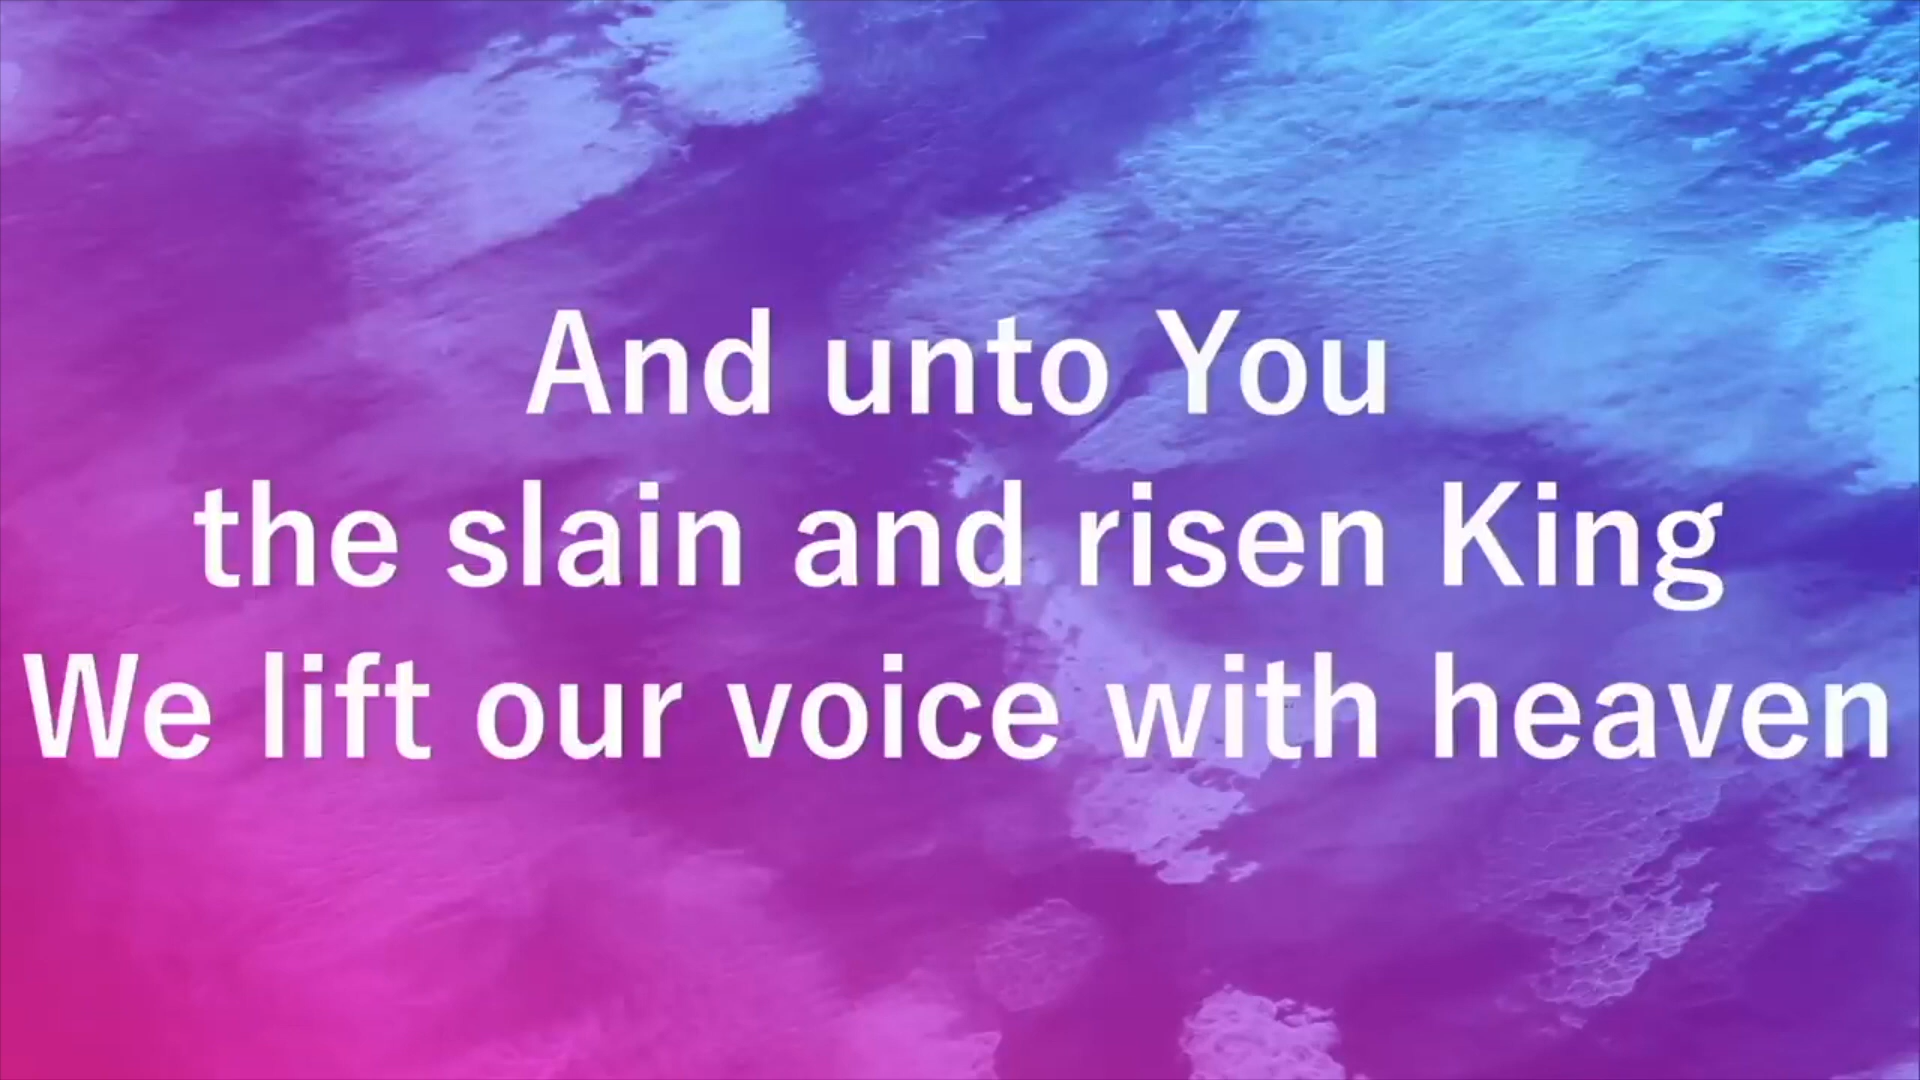 And unto You
the slain and risen King
We lift our voice with heaven